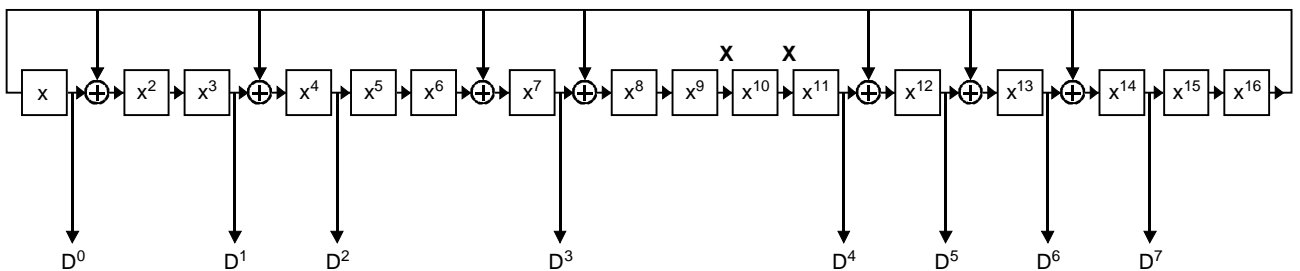 X X
x x² x³ x⁴ x⁵ x⁶ x⁷ x⁸ x⁹ x¹⁰ x¹¹ x¹² x¹³ x¹⁴ x¹⁵ x¹⁶
D⁰ D¹ D² D³ D⁴ D⁵ D⁶ D⁷